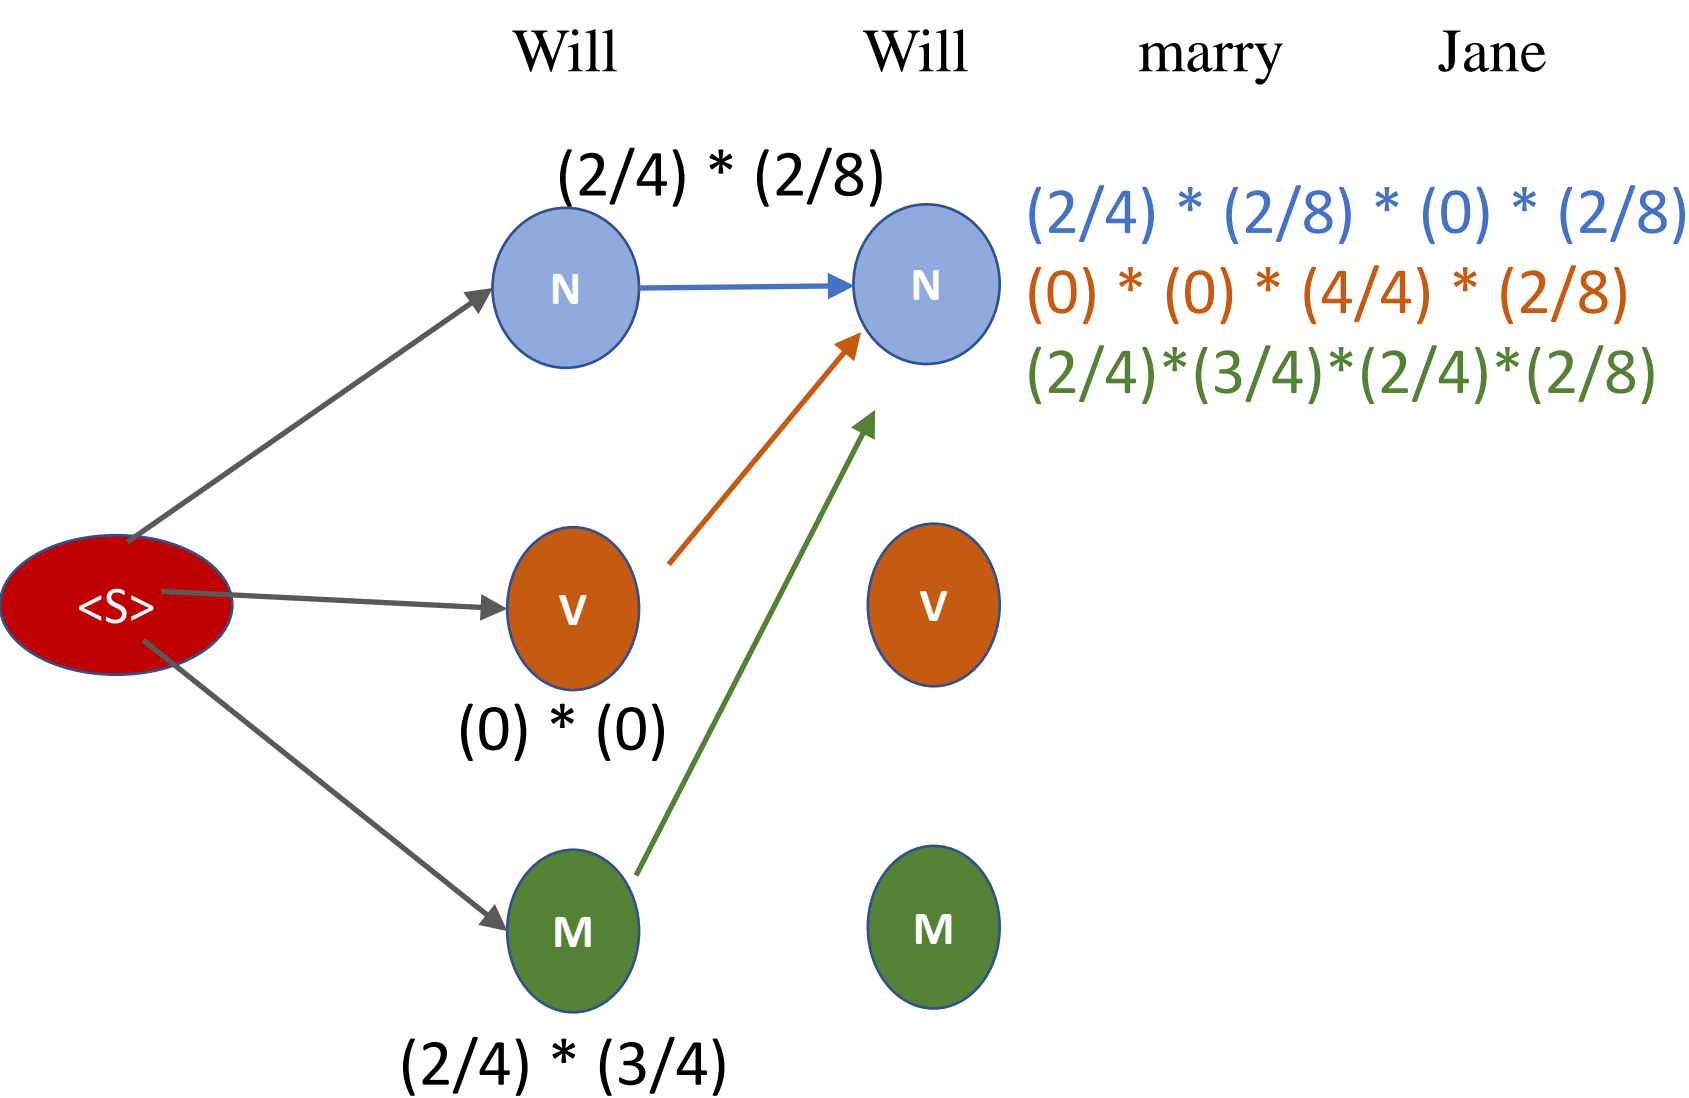 Will Will marry Jane
(2/4) * (2/8)
(2/4) * (2/8) * (0) * (2/8)
N N
(0) * (0) * (4/4) * (2/8)
(2/4)*(3/4)*(2/4)*(2/8)
<S> V V
(0) * (0)
M M
(2/4) * (3/4)